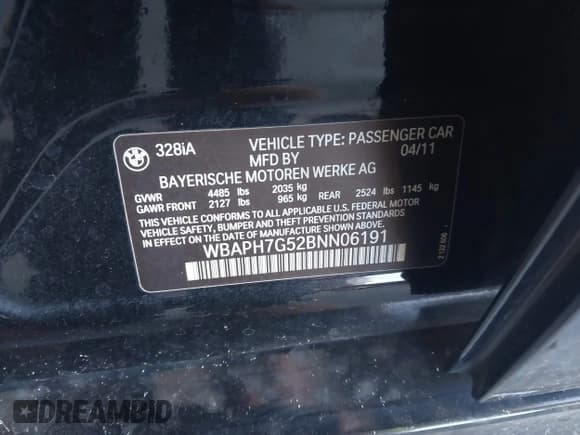 328iA VEHICLE TYPE: PASSENGER CAR
MFD BY 04/11
BAYERISCHE MOTOREN WERKE AG
GVWR 4485 lbs 2035 kg
GAWR FRONT 2127 lbs 965 kg REAR 2524 lbs 1145 kg
THIS VEHICLE CONFORMS TO ALL APPLICABLE U.S. FEDERAL MOTOR
VEHICLE SAFETY, BUMPER AND THEFT PREVENTION STANDARDS
IN EFFECT ON THE DATE OF MANUFACTURE SHOWN ABOVE.
WBAPH7G52BNN06191
DREAMBID